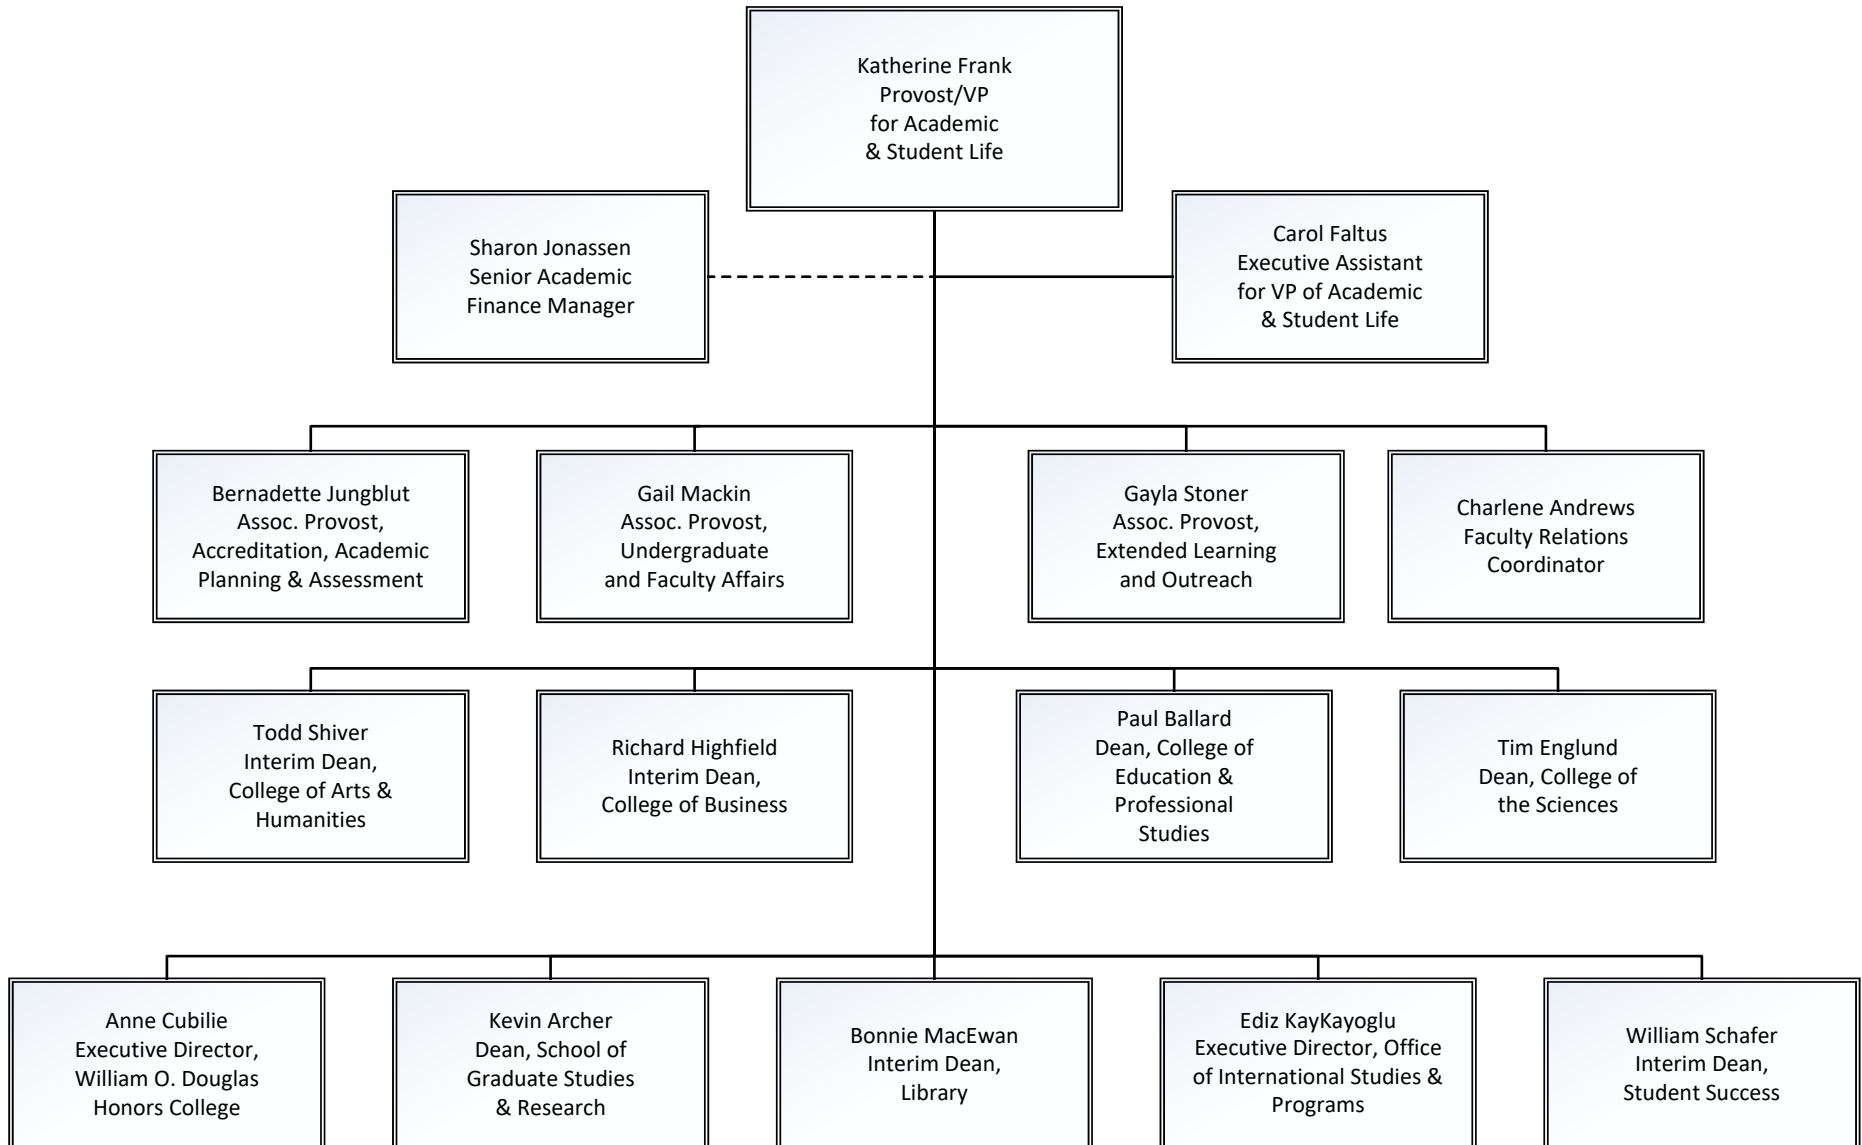 Katherine Frank
Provost/VP
for Academic
& Student Life
Sharon Jonassen
Senior Academic
Finance Manager
Carol Faltus
Executive Assistant
for VP of Academic
& Student Life
Bernadette Jungblut
Assoc. Provost,
Accreditation, Academic
Planning & Assessment
Gail Mackin
Assoc. Provost,
Undergraduate
and Faculty Affairs
Gayla Stoner
Assoc. Provost,
Extended Learning
and Outreach
Charlene Andrews
Faculty Relations
Coordinator
Todd Shiver
Interim Dean,
College of Arts &
Humanities
Richard Highfield
Interim Dean,
College of Business
Paul Ballard
Dean, College of
Education &
Professional
Studies
Tim Englund
Dean, College of
the Sciences
Anne Cubilie
Executive Director,
William O. Douglas
Honors College
Kevin Archer
Dean, School of
Graduate Studies
& Research
Bonnie MacEwan
Interim Dean,
Library
Ediz KayKayoglu
Executive Director, Office
of International Studies &
Programs
William Schafer
Interim Dean,
Student Success